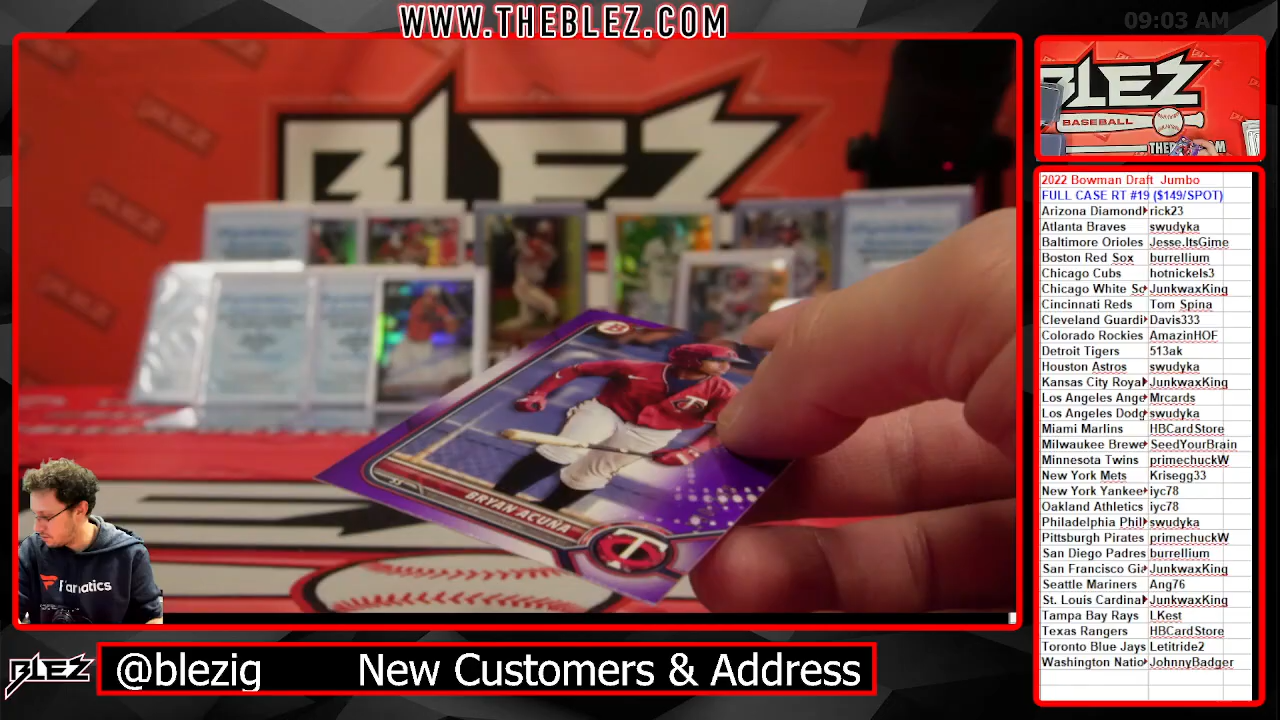 WWW.THEBLEZ.COM
09:03 AM
BLEZ
BRYAN ACUÑA
SS
Fanatics
BLEZ
BASEBALL
2022 Bowman Draft Jumbo
FULL CASE RT #19 ($149/SPOT)
Arizona Diamond rick23
Atlanta Braves swudyka
Baltimore Orioles Jesse.ItsGime
Boston Red Sox burrellium
Chicago Cubs hotnickels3
Chicago White So JunkwaxKing
Cincinnati Reds Tom Spina
Cleveland Guardi Davis333
Colorado Rockies AmazinHOF
Detroit Tigers 513ak
Houston Astros swudyka
Kansas City Roya JunkwaxKing
Los Angeles Ange Mrcards
Los Angeles Dodg swudyka
Miami Marlins HBCardStore
Milwaukee Brewe SeedYourBrain
Minnesota Twins primechuckW
New York Mets Krisegg33
New York Yankee iyc78
Oakland Athletics iyc78
Philadelphia Phil swudyka
Pittsburgh Pirates primechuckW
San Diego Padres burrellium
San Francisco Gia JunkwaxKing
Seattle Mariners Ang76
St. Louis Cardina JunkwaxKing
Tampa Bay Rays LKest
Texas Rangers HBCardStore
Toronto Blue Jays Letitride2
Washington Natio JohnnyBadger
BLEZ
@blezig New Customers & Address